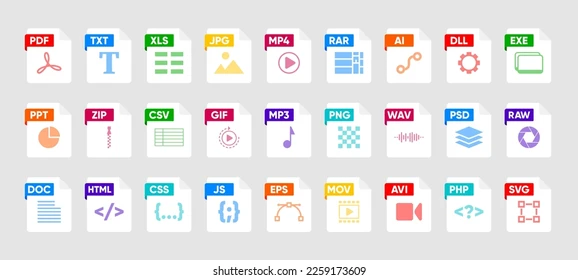 PDF TXT XLS JPG MP4 RAR AI DLL EXE
T
PPT ZIP CSV GIF MP3 PNG WAV PSD RAW
DOC HTML CSS JS EPS MOV AVI PHP SVG
</> {...} {;} <?>
shutterstock.com · 2259173609